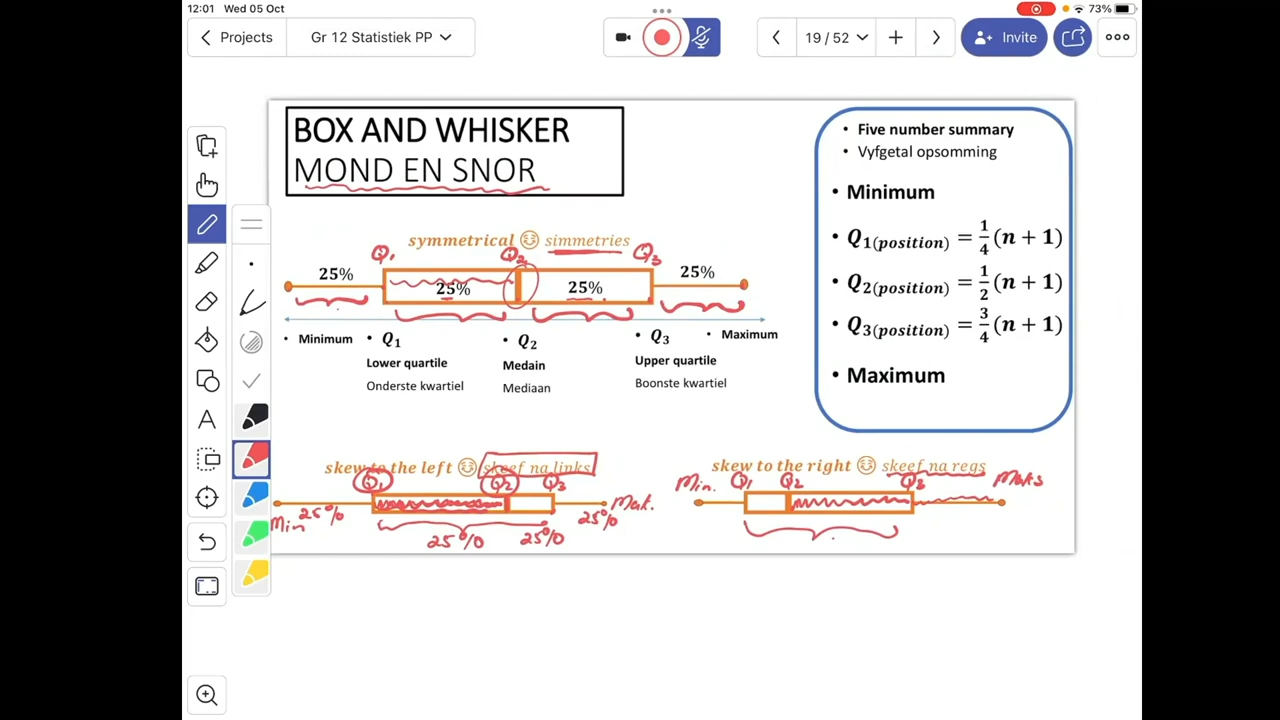 12:01 Wed 05 Oct
73%
Projects
Gr 12 Statistiek PP
19 / 52
Invite
BOX AND WHISKER
MOND EN SNOR
symmetrical simmetries
Q₁ Q₂ Q₃
25% 25% 25% 25%
• Minimum • Q₁ • Q₂ • Q₃ • Maximum
Lower quartile Medain Upper quartile
Onderste kwartiel Mediaan Boonste kwartiel
• Five number summary
• Vyfgetal opsomming
• Minimum
• Q₁(position) = 1/4 (n + 1)
• Q₂(position) = 1/2 (n + 1)
• Q₃(position) = 3/4 (n + 1)
• Maximum
skew to the left skeef na links
Q₁ Q₂ Q₃
Min 25% Mak.
25% 25% 25%
skew to the right skeef na regs
Min. Q₁ Q₂ Q₃ Maks
A